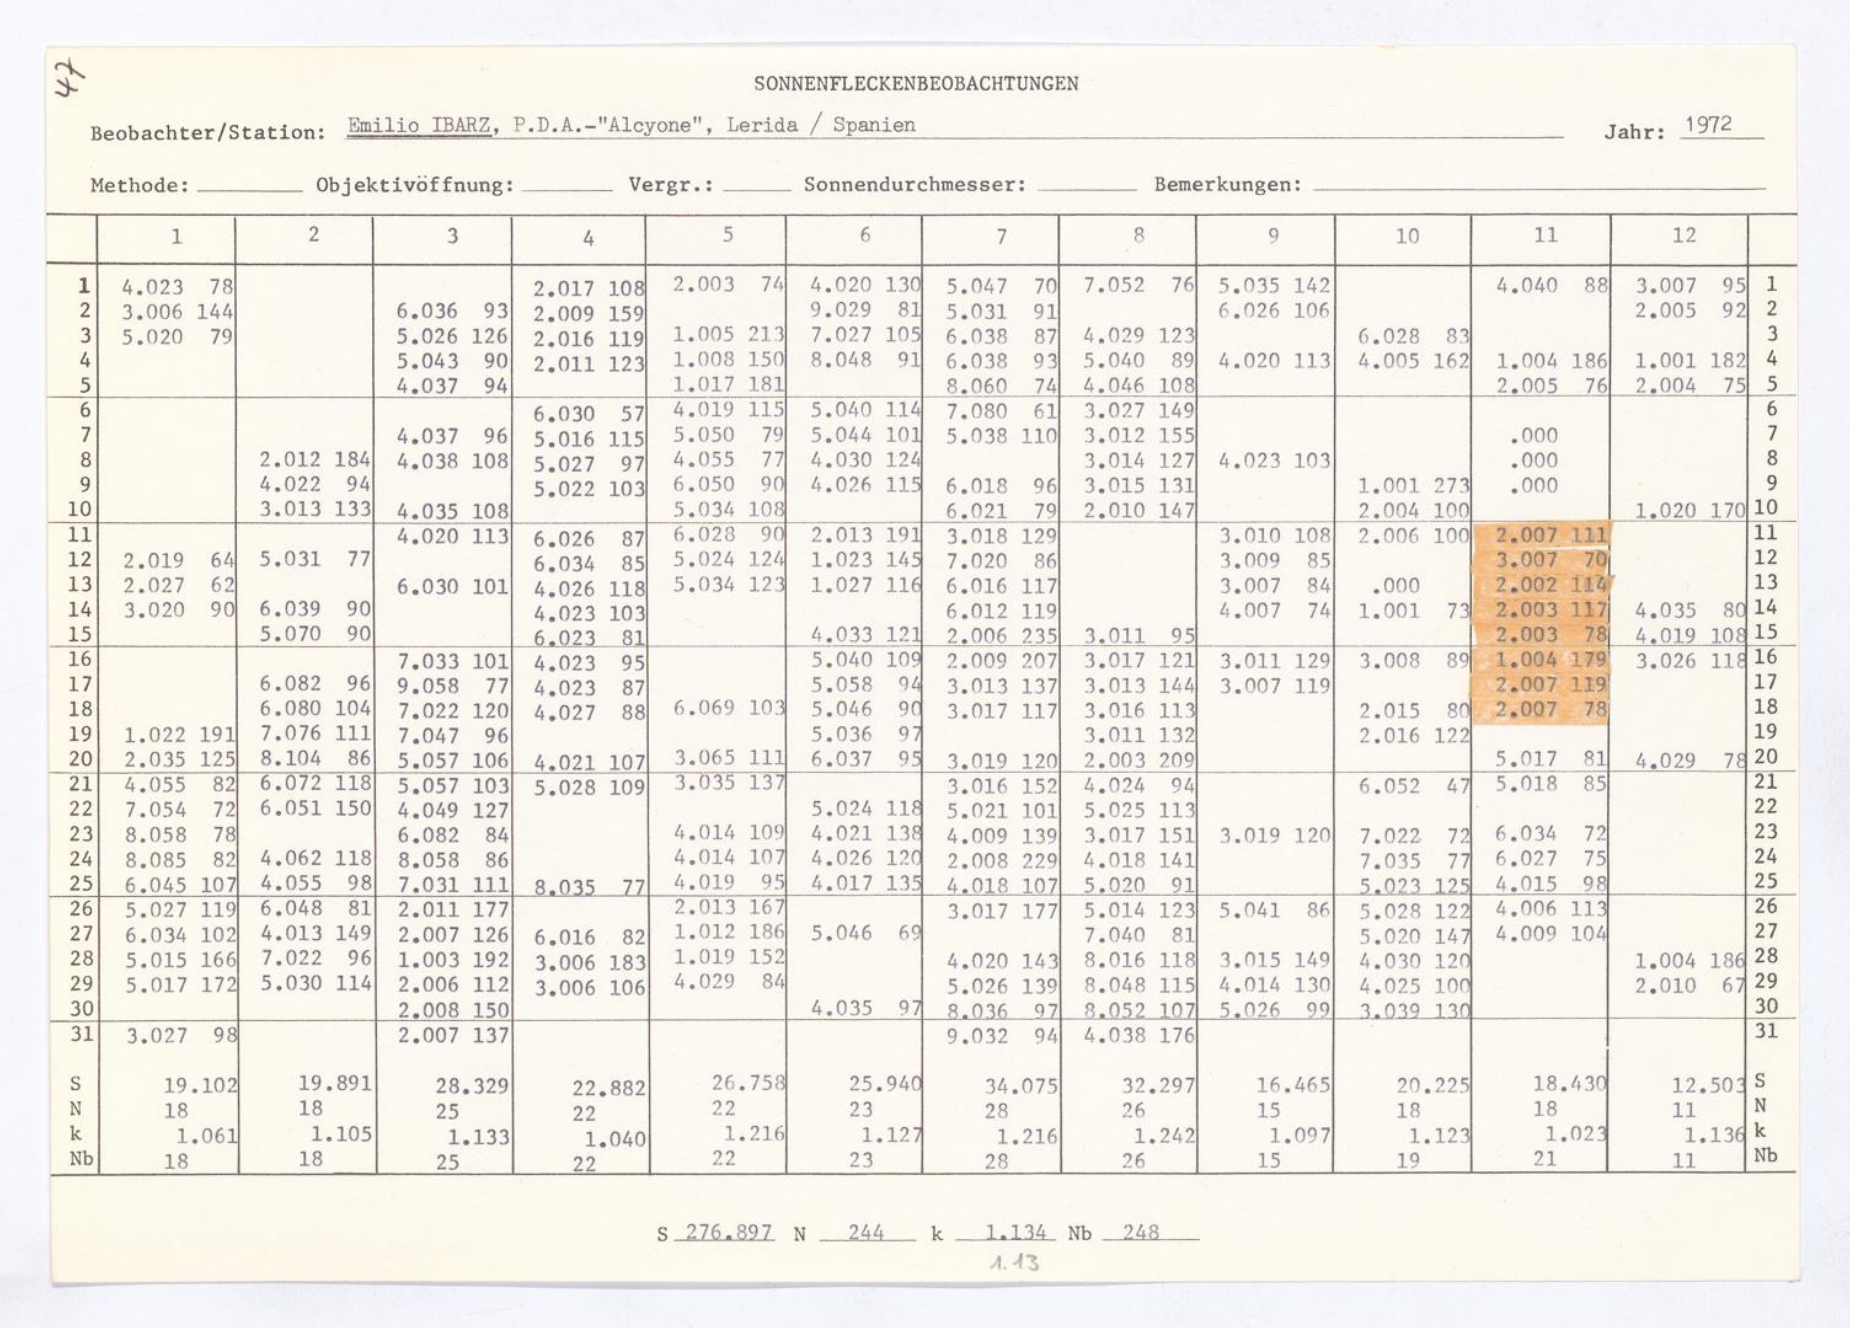 47
SONNENFLECKENBEOBACHTUNGEN
Beobachter/Station: Emilio IBARZ, P.D.A.-"Alcyone", Lerida / Spanien Jahr: 1972
Methode: Objektivöffnung: Vergr.: Sonnendurchmesser: Bemerkungen:
1 2 3 4 5 6 7 8 9 10 11 12
1 4.023 78 2.017 108 2.003 74 4.020 130 5.047 70 7.052 76 5.035 142 4.040 88 3.007 95 1
2 3.006 144 6.036 93 2.009 159 9.029 81 5.031 91 6.026 106 2.005 92 2
3 5.020 79 5.026 126 2.016 119 1.005 213 7.027 105 6.038 87 4.029 123 6.028 83 3
4 5.043 90 2.011 123 1.008 150 8.048 91 6.038 93 5.040 89 4.020 113 4.005 162 1.004 186 1.001 182 4
5 4.037 94 1.017 181 8.060 74 4.046 108 2.005 76 2.004 75 5
6 6.030 57 4.019 115 5.040 114 7.080 61 3.027 149 6
7 4.037 96 5.016 115 5.050 79 5.044 101 5.038 110 3.012 155 .000 7
8 2.012 184 4.038 108 5.027 97 4.055 77 4.030 124 3.014 127 4.023 103 .000 8
9 4.022 94 5.022 103 6.050 90 4.026 115 6.018 96 3.015 131 1.001 273 .000 9
10 3.013 133 4.035 108 5.034 108 6.021 79 2.010 147 2.004 100 1.020 170 10
11 4.020 113 6.026 87 6.028 90 2.013 191 3.018 129 3.010 108 2.006 100 2.007 111 11
12 2.019 64 5.031 77 6.034 85 5.024 124 1.023 145 7.020 86 3.009 85 3.007 70 12
13 2.027 62 6.030 101 4.026 118 5.034 123 1.027 116 6.016 117 3.007 84 .000 2.002 114 13
14 3.020 90 6.039 90 4.023 103 6.012 119 4.007 74 1.001 73 2.003 117 4.035 80 14
15 5.070 90 6.023 81 4.033 121 2.006 235 3.011 95 2.003 78 4.019 108 15
16 7.033 101 4.023 95 5.040 109 2.009 207 3.017 121 3.011 129 3.008 89 1.004 179 3.026 118 16
17 6.082 96 9.058 77 4.023 87 5.058 94 3.013 137 3.013 144 3.007 119 2.007 119 17
18 6.080 104 7.022 120 4.027 88 6.069 103 5.046 90 3.017 117 3.016 113 2.015 80 2.007 78 18
19 1.022 191 7.076 111 7.047 96 5.036 97 3.011 132 2.016 122 19
20 2.035 125 8.104 86 5.057 106 4.021 107 3.065 111 6.037 95 3.019 120 2.003 209 5.017 81 4.029 78 20
21 4.055 82 6.072 118 5.057 103 5.028 109 3.035 137 3.016 152 4.024 94 6.052 47 5.018 85 21
22 7.054 72 6.051 150 4.049 127 5.024 118 5.021 101 5.025 113 22
23 8.058 78 6.082 84 4.014 109 4.021 138 4.009 139 3.017 151 3.019 120 7.022 72 6.034 72 23
24 8.085 82 4.062 118 8.058 86 4.014 107 4.026 120 2.008 229 4.018 141 7.035 77 6.027 75 24
25 6.045 107 4.055 98 7.031 111 8.035 77 4.019 95 4.017 135 4.018 107 5.020 91 5.023 125 4.015 98 25
26 5.027 119 6.048 81 2.011 177 2.013 167 3.017 177 5.014 123 5.041 86 5.028 122 4.006 113 26
27 6.034 102 4.013 149 2.007 126 6.016 82 1.012 186 5.046 69 7.040 81 5.020 147 4.009 104 27
28 5.015 166 7.022 96 1.003 192 3.006 183 1.019 152 4.020 143 8.016 118 3.015 149 4.030 120 1.004 186 28
29 5.017 172 5.030 114 2.006 112 3.006 106 4.029 84 5.026 139 8.048 115 4.014 130 4.025 100 2.010 67 29
30 2.008 150 4.035 97 8.036 97 8.052 107 5.026 99 3.039 130 30
31 3.027 98 2.007 137 9.032 94 4.038 176 31
S 19.102 19.891 28.329 22.882 26.758 25.940 34.075 32.297 16.465 20.225 18.430 12.503 S
N 18 18 25 22 22 23 28 26 15 18 18 11 N
k 1.061 1.105 1.133 1.040 1.216 1.127 1.216 1.242 1.097 1.123 1.023 1.136 k
Nb 18 18 25 22 22 23 28 26 15 19 21 11 Nb
S 276.897 N 244 k 1.134 Nb 248
1.13